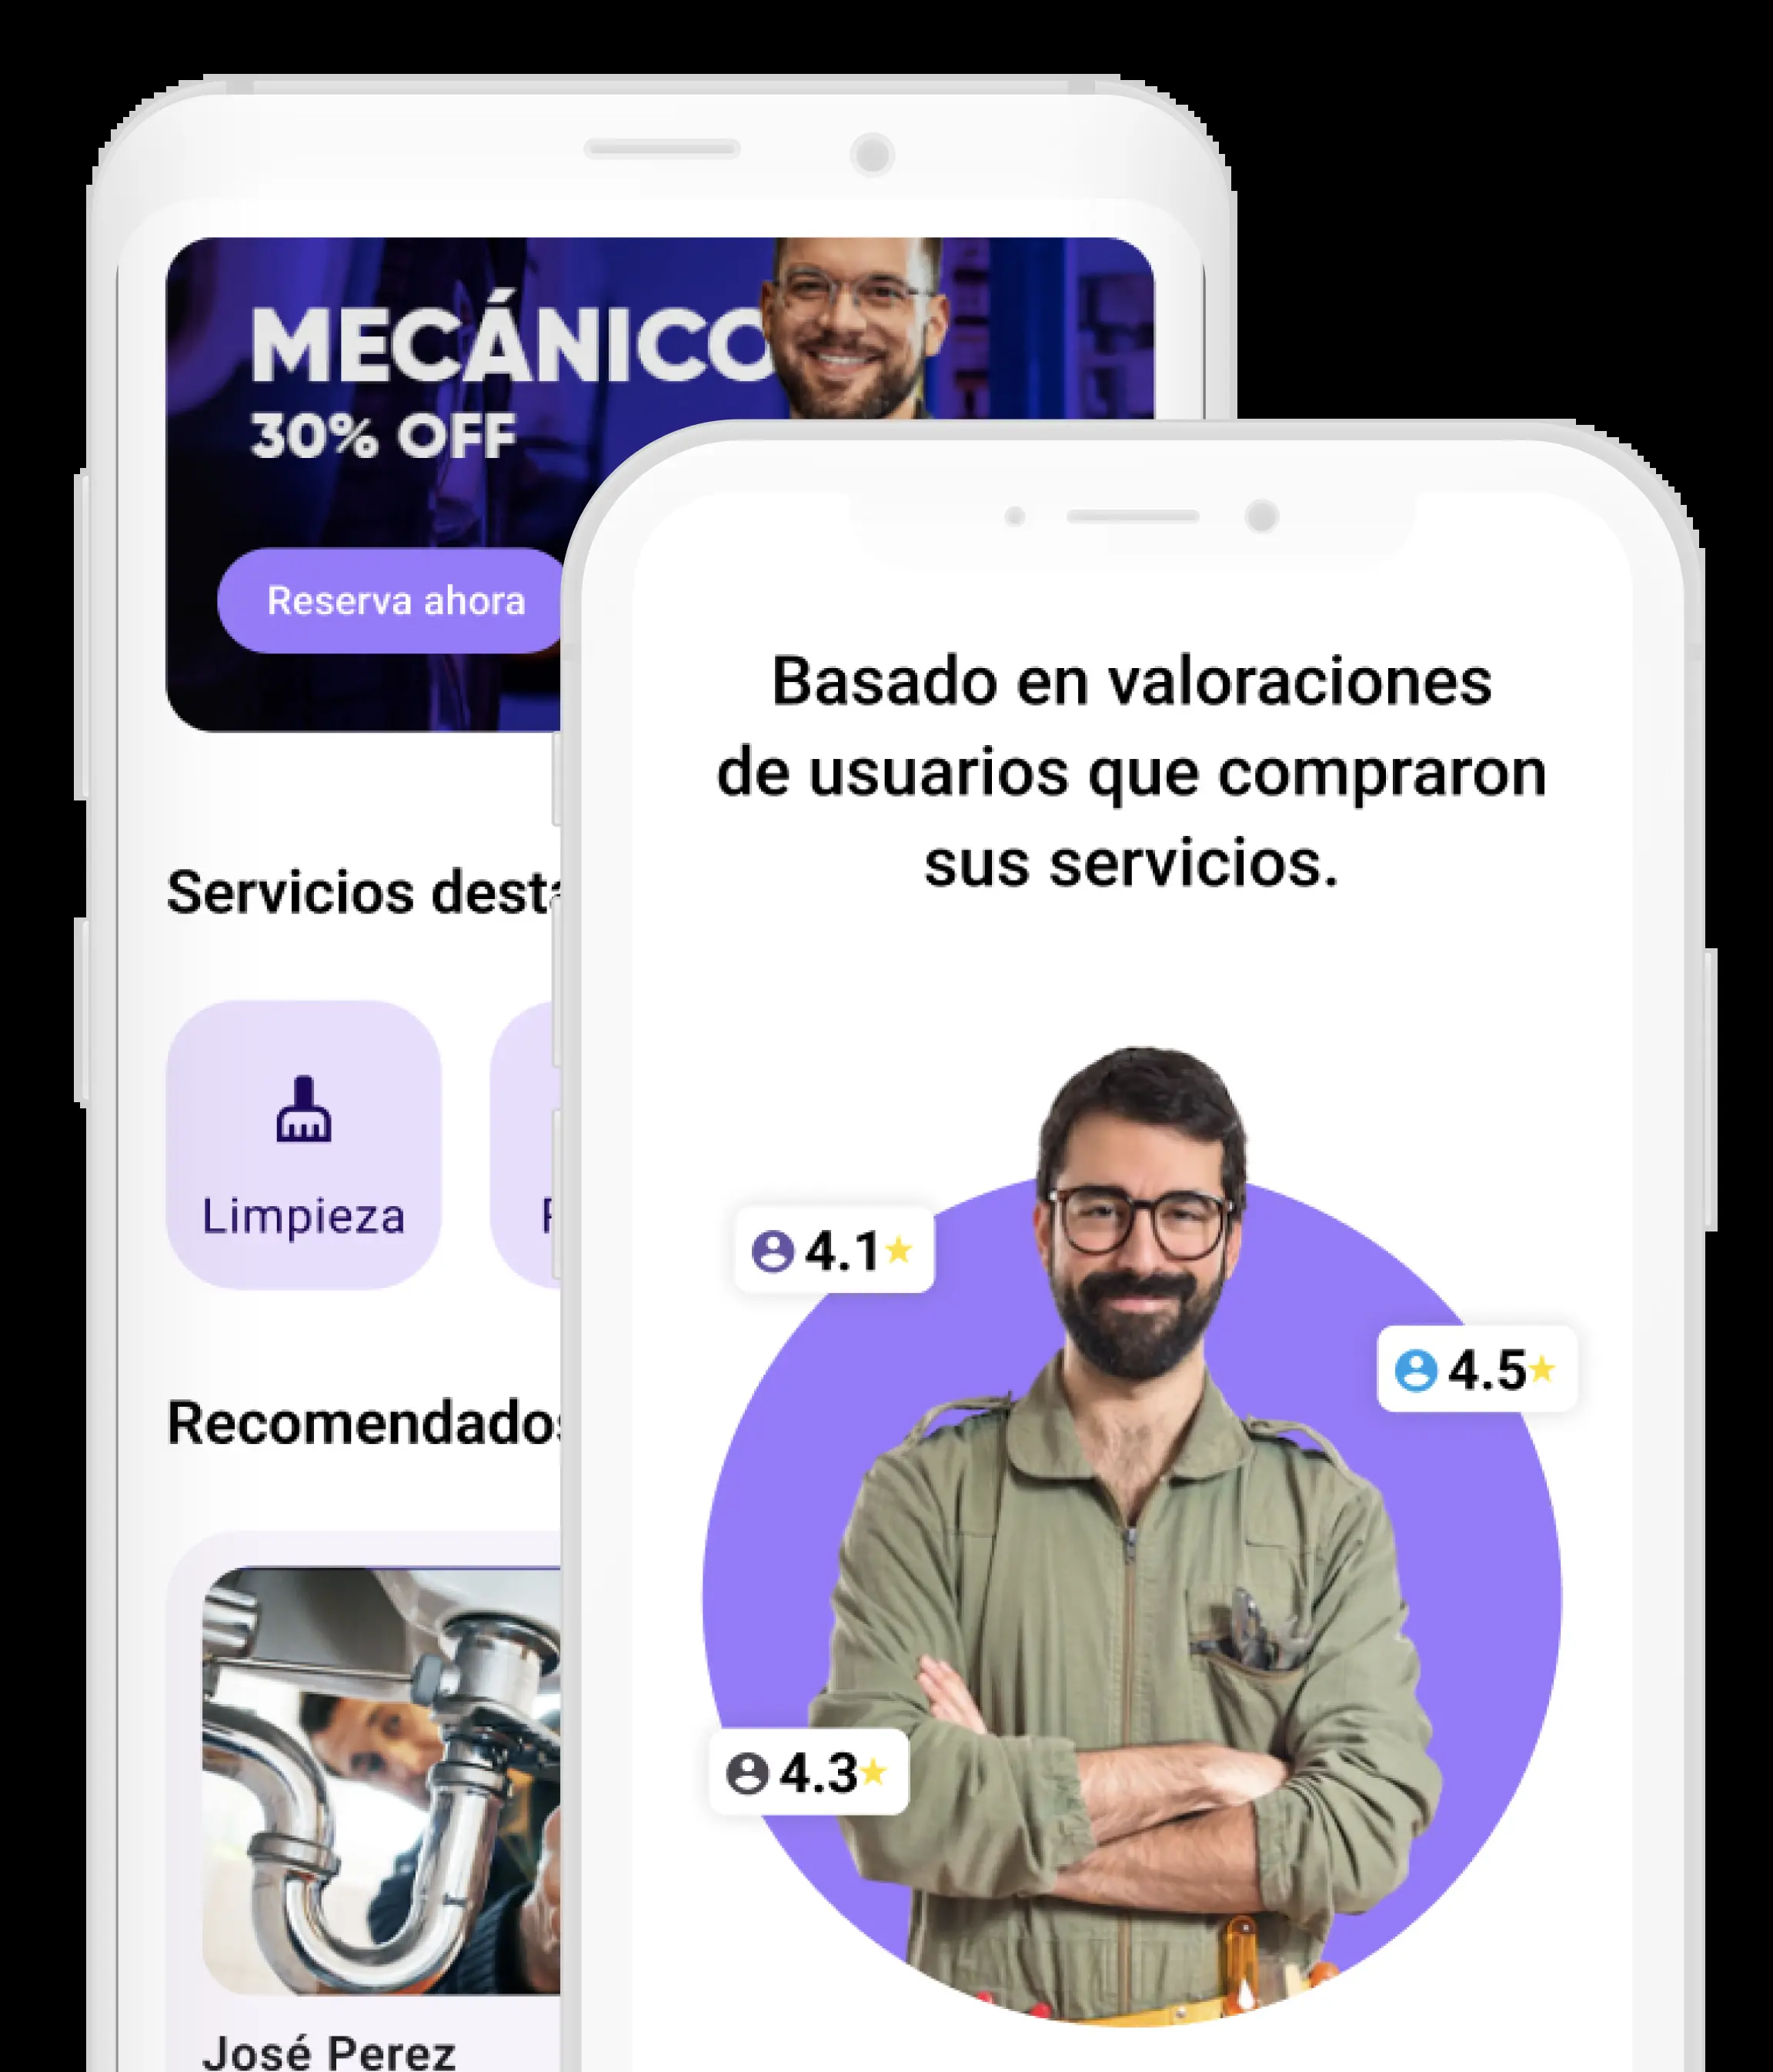 MECÁNICO
30% OFF
Reserva ahora
Servicios
Limpieza
Recomendados
José Perez
Basado en valoraciones
de usuarios que compraron
sus servicios.
4.1
4.5
4.3